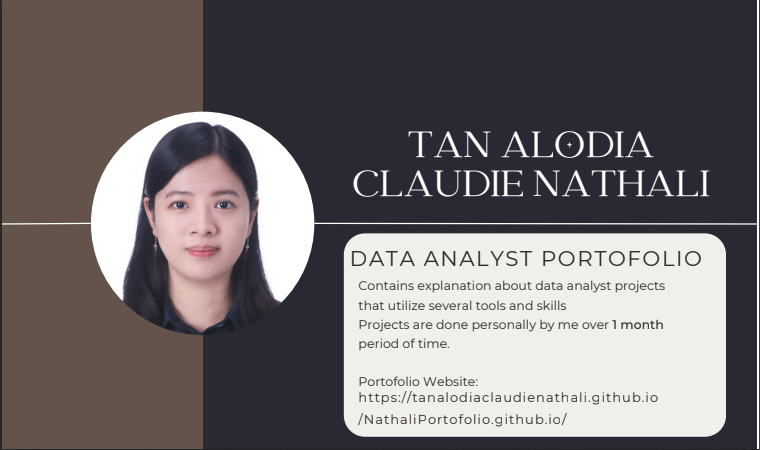 TAN ALODIA
CLAUDIE NATHALI
DATA ANALYST PORTOFOLIO
Contains explanation about data analyst projects
that utilize several tools and skills
Projects are done personally by me over 1 month
period of time.
Portofolio Website:
https://tanalodiaclaudienathali.github.io
/NathaliPortofolio.github.io/